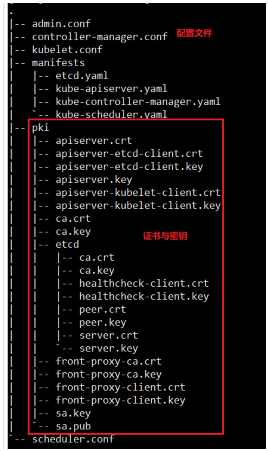 .
|-- admin.conf
|-- controller-manager.conf 配置文件
|-- kubelet.conf
|-- manifests
|   |-- etcd.yaml
|   |-- kube-apiserver.yaml
|   |-- kube-controller-manager.yaml
|   `-- kube-scheduler.yaml
|-- pki
|   |-- apiserver.crt
|   |-- apiserver-etcd-client.crt
|   |-- apiserver-etcd-client.key
|   |-- apiserver.key
|   |-- apiserver-kubelet-client.crt
|   |-- apiserver-kubelet-client.key
|   |-- ca.crt
|   |-- ca.key
|   |-- etcd 证书与密钥
|   |   |-- ca.crt
|   |   |-- ca.key
|   |   |-- healthcheck-client.crt
|   |   |-- healthcheck-client.key
|   |   |-- peer.crt
|   |   |-- peer.key
|   |   |-- server.crt
|   |   `-- server.key
|   |-- front-proxy-ca.crt
|   |-- front-proxy-ca.key
|   |-- front-proxy-client.crt
|   |-- front-proxy-client.key
|   |-- sa.key
|   `-- sa.pub
`-- scheduler.conf